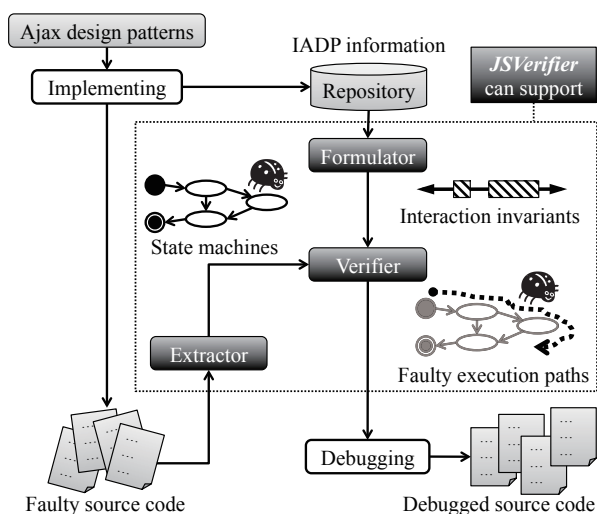 Ajax design patterns
IADP information
Implementing
Repository
JSVerifier
can support
Formulator
Interaction invariants
State machines
Verifier
Extractor
Faulty execution paths
Debugging
Faulty source code
Debugged source code